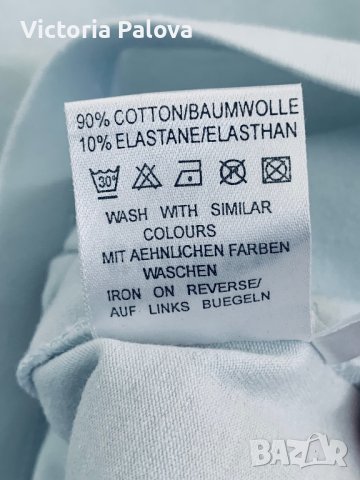 Victoria Palova
90% COTTON/BAUMWOLLE
10% ELASTANE/ELASTHAN
30°
WASH WITH SIMILAR
COLOURS
MIT AEHNLICHEN FARBEN
WASCHEN
IRON ON REVERSE/
AUF LINKS BUEGELN
BAZAR